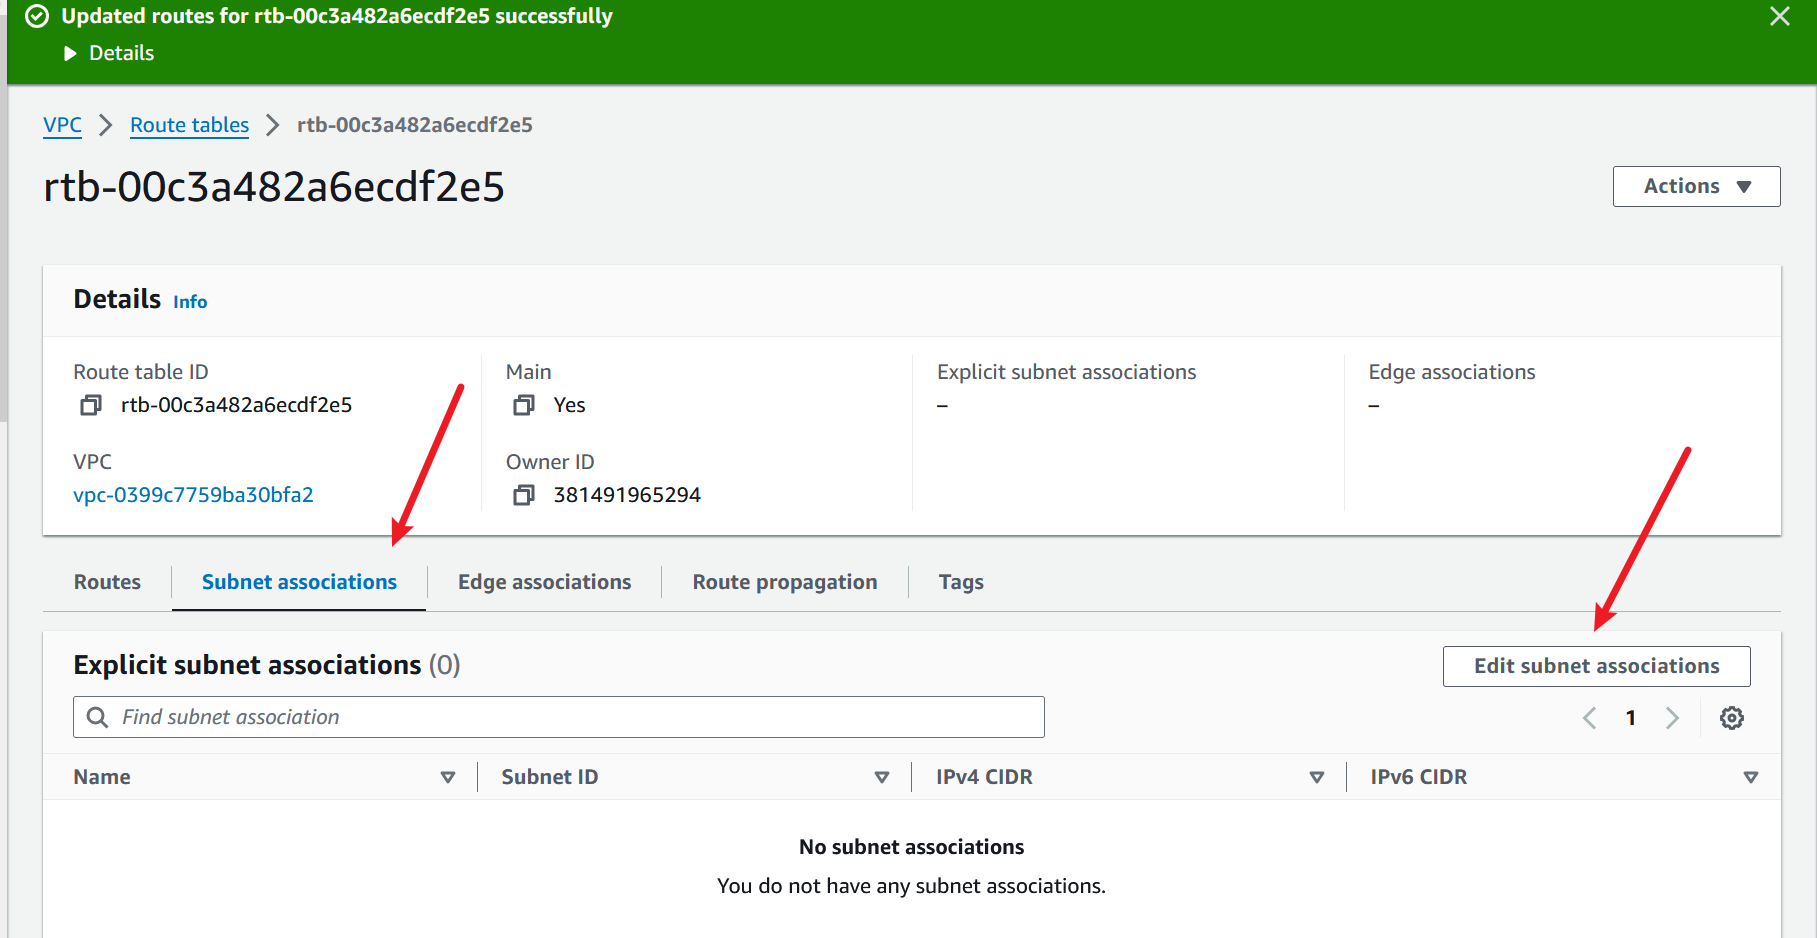 Updated routes for rtb-00c3a482a6ecdf2e5 successfully
Details
VPC > Route tables > rtb-00c3a482a6ecdf2e5
rtb-00c3a482a6ecdf2e5
Actions
Details Info
Route table ID
rtb-00c3a482a6ecdf2e5
Main
Yes
Explicit subnet associations
–
Edge associations
–
VPC
vpc-0399c7759ba30bfa2
Owner ID
381491965294
Routes Subnet associations Edge associations Route propagation Tags
Explicit subnet associations (0)
Edit subnet associations
Find subnet association
1
Name Subnet ID IPv4 CIDR IPv6 CIDR
No subnet associations
You do not have any subnet associations.